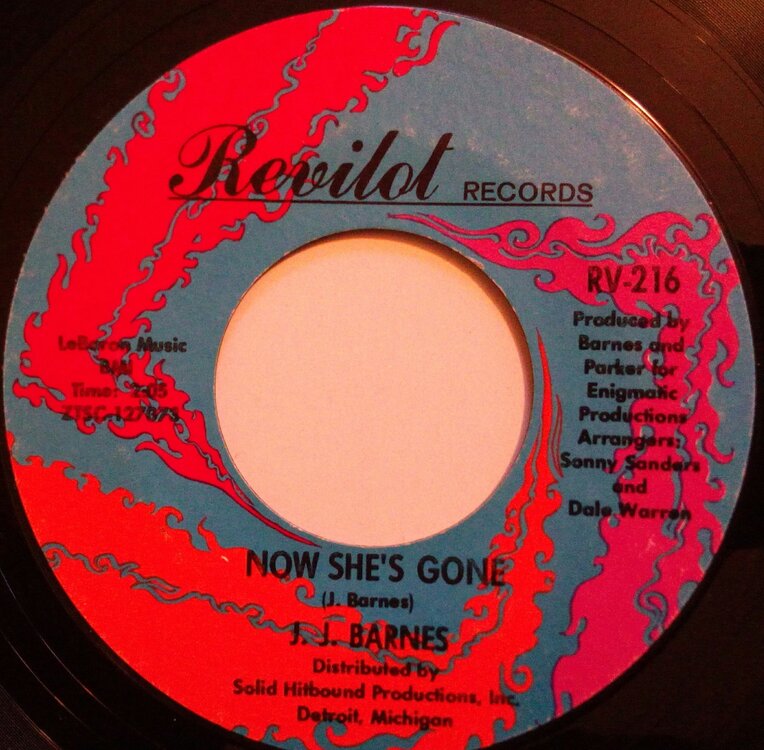 Revilot RECORDS
RV-216
Produced by
Barnes and
Parker for
Enigmatic
Productions
Arrangers:
Sonny Sanders
and
Dale Warren
LeBaron Music
BMI
Time: 2:05
NOW SHE'S GONE
(J. Barnes)
J. J. BARNES
Distributed by
Solid Hitbound Productions, Inc.
Detroit, Michigan